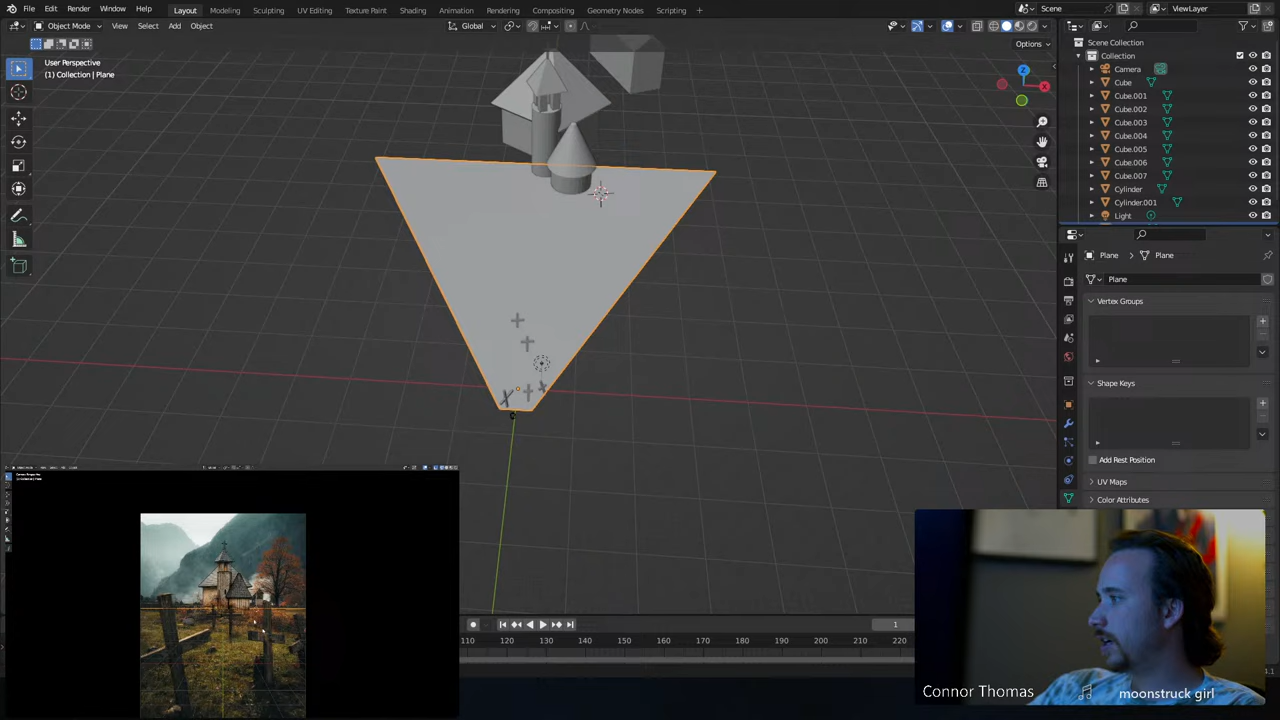 File Edit Render Window Help Layout Modeling Sculpting UV Editing Texture Paint Shading Animation Rendering Compositing Geometry Nodes Scripting Scene ViewLayer
Object Mode View Select Add Object Global
Options
User Perspective
(1) Collection | Plane
Z
X
Scene Collection
Collection
Camera
Cube
Cube.001
Cube.002
Cube.003
Cube.004
Cube.005
Cube.006
Cube.007
Cylinder
Cylinder.001
Light
Plane Plane
Plane
Vertex Groups
Shape Keys
Add Rest Position
UV Maps
Color Attributes
1
110 120 130 140 150 160 170 180 190 200 210 220
Connor Thomas moonstruck girl